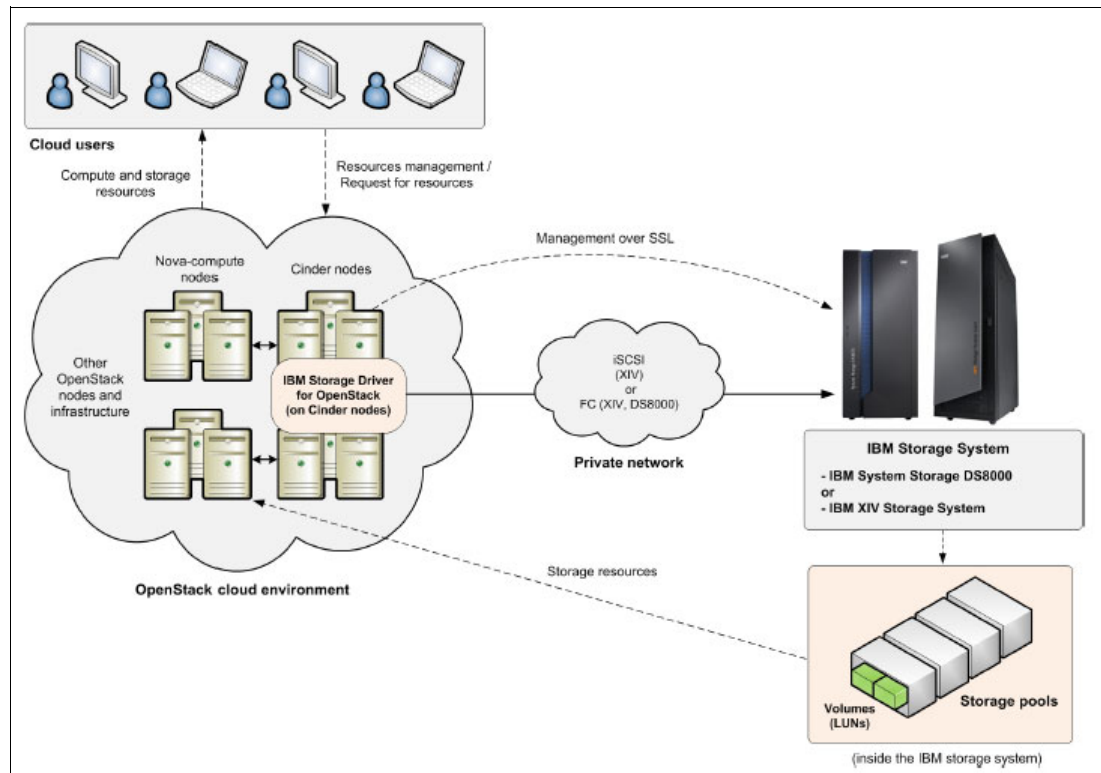 Cloud users
Compute and storage
resources
Resources management /
Request for resources
Nova-compute
nodes
Cinder nodes
Management over SSL
Other
OpenStack
nodes and
infrastructure
IBM Storage Driver
for OpenStack
(on Cinder nodes)
iSCSI
(XIV)
or
FC (XIV, DS8000)
Private network
IBM Storage System
- IBM System Storage DS8000
or
- IBM XIV Storage System
OpenStack cloud environment
Storage resources
Volumes
(LUNs)
Storage pools
(inside the IBM storage system)